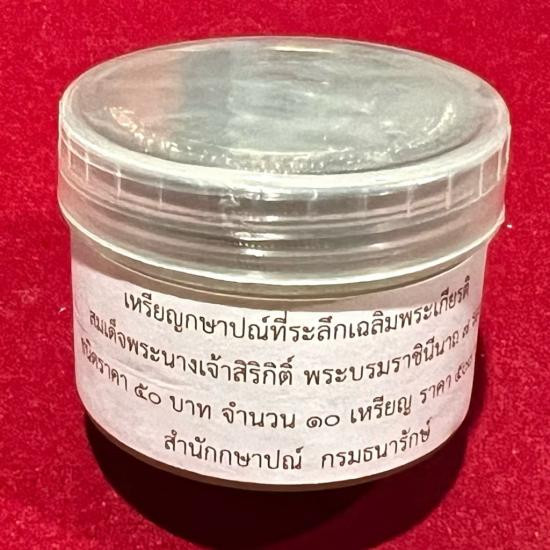 เหรียญกษาปณ์ที่ระลึกเฉลิมพระเกียรติ
สมเด็จพระนางเจ้าสิริกิติ์ พระบรมราชินีนาถ ๗
ชนิดราคา ๕๐ บาท จำนวน ๑๐ เหรียญ ราคา
สำนักกษาปณ์ กรมธนารักษ์